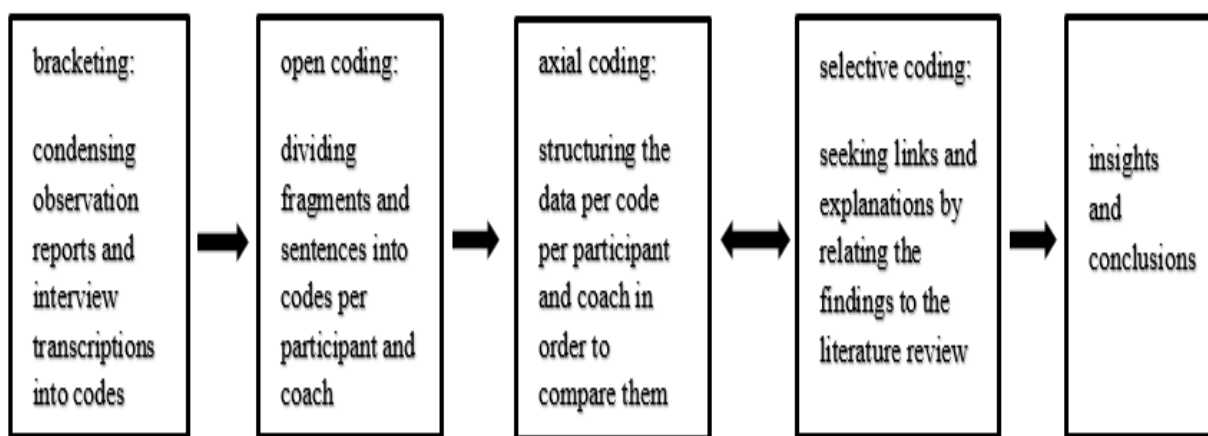 bracketing:
condensing
observation
reports and
interview
transcriptions
into codes
open coding:
dividing
fragments and
sentences into
codes per
participant and
coach
axial coding:
structuring the
data per code
per participant
and coach in
order to
compare them
selective coding:
seeking links and
explanations by
relating the
findings to the
literature review
insights
and
conclusions